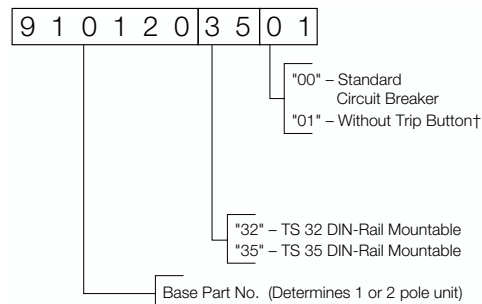 9 1 0 1 2 0 3 5 0 1
"00" – Standard
Circuit Breaker
"01" – Without Trip Button†
"32" – TS 32 DIN-Rail Mountable
"35" – TS 35 DIN-Rail Mountable
Base Part No. (Determines 1 or 2 pole unit)